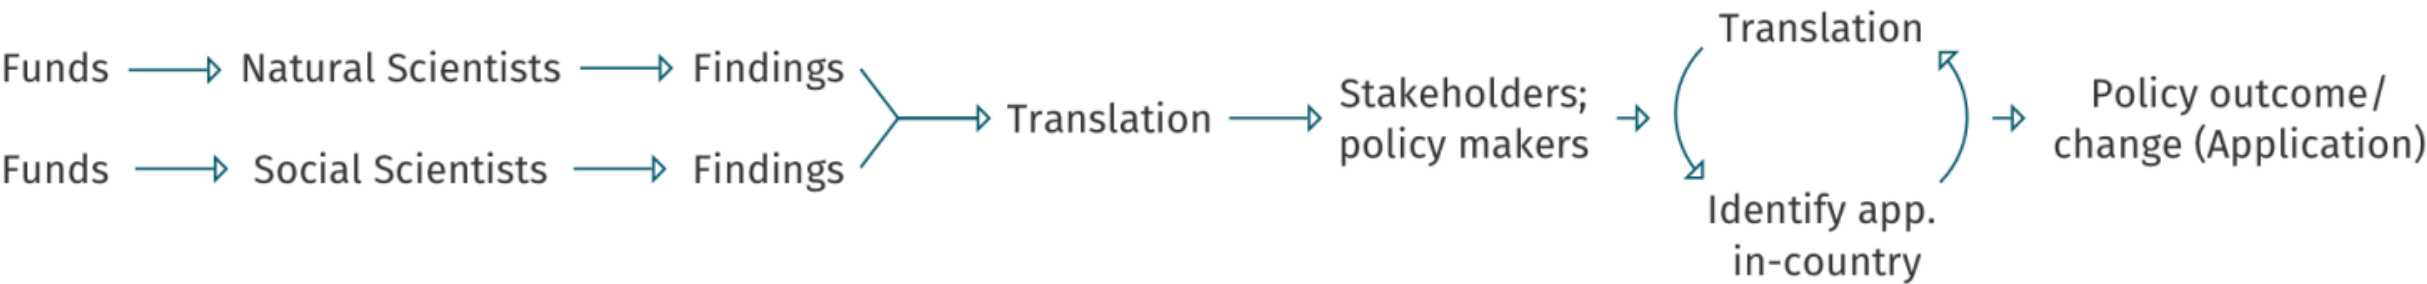 Funds
Natural Scientists
Findings
Funds
Social Scientists
Findings
Translation
Stakeholders;
policy makers
Translation
Identify app.
in-country
Policy outcome/
change (Application)